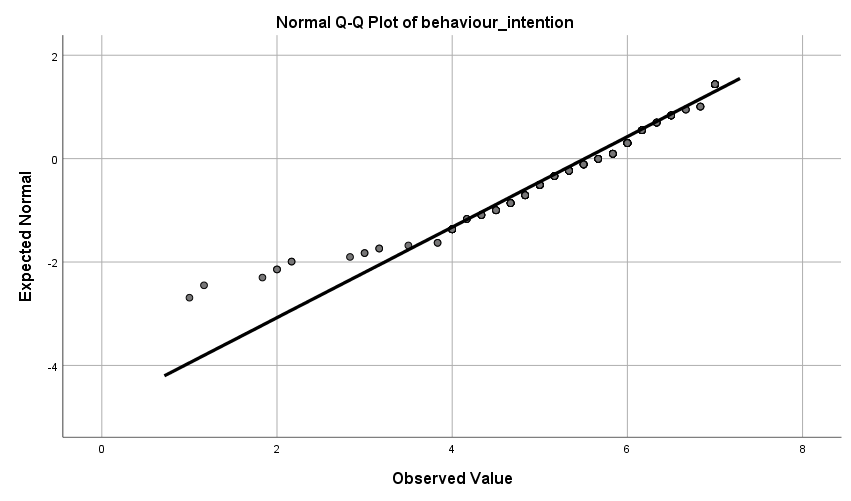 Normal Q-Q Plot of behaviour_intention
2
0
-2
-4
Expected Normal
0 2 4 6 8
Observed Value